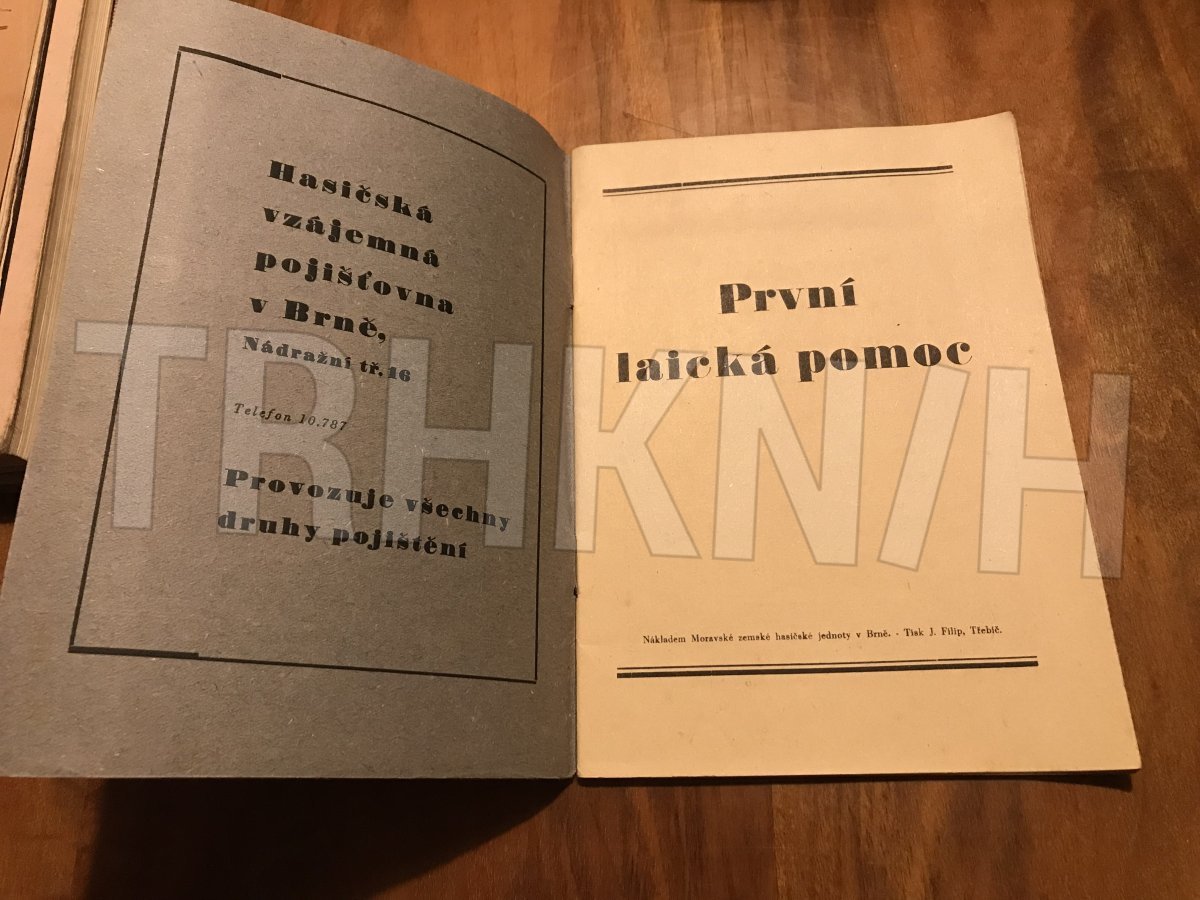 Hasičská
vzájemná
pojišťovna
v Brně,
Nádražní tř. 16
Telefon 10.787
Provozuje všechny
druhy pojištění
První
laická pomoc
Nákladem Moravské zemské hasičské jednoty v Brně. - Tisk J. Filip, Třebíč.
TRHKNIH